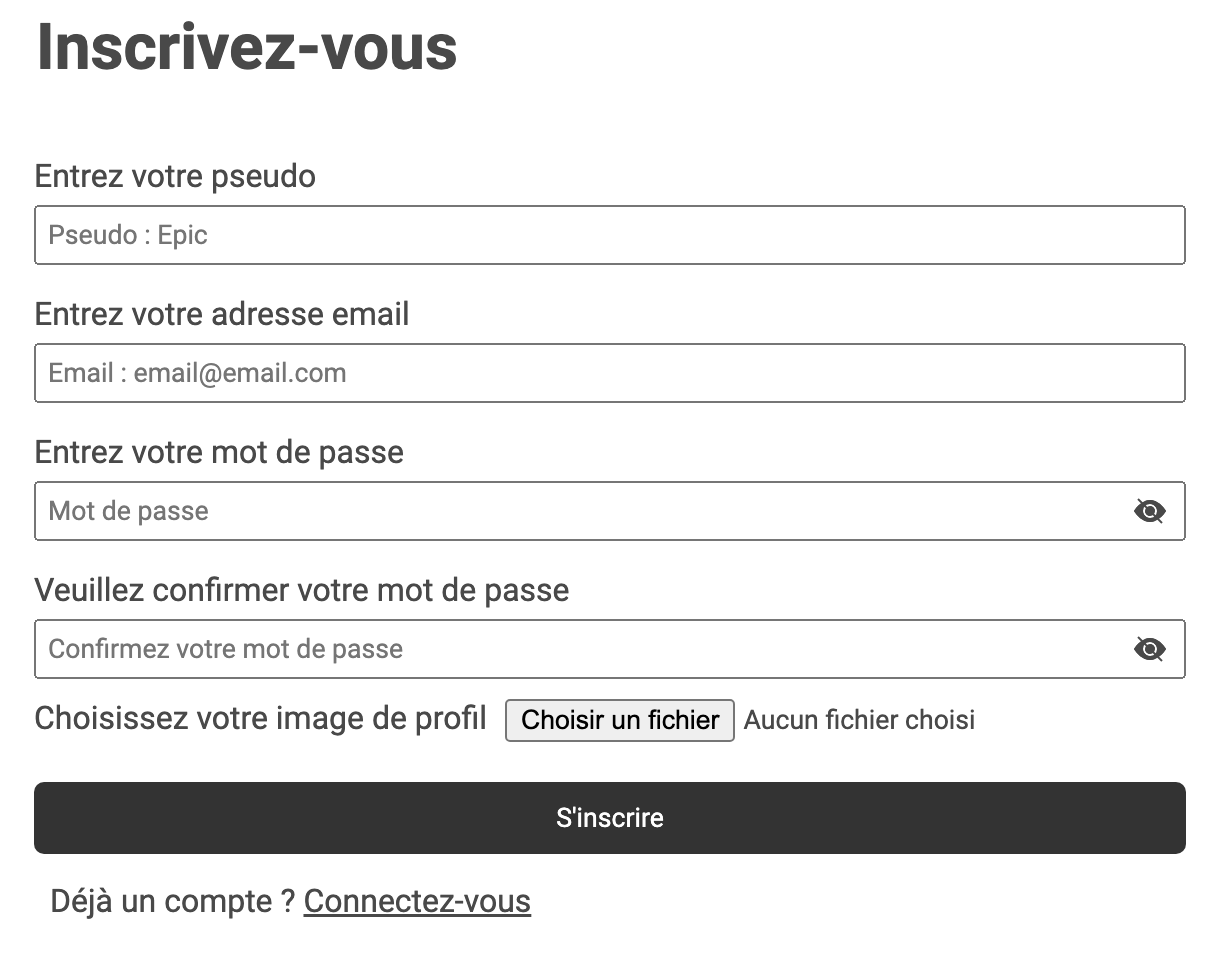 Inscrivez-vous
Entrez votre pseudo
Pseudo : Epic
Entrez votre adresse email
Email : email@email.com
Entrez votre mot de passe
Mot de passe
Veuillez confirmer votre mot de passe
Confirmez votre mot de passe
Choisissez votre image de profil Choisir un fichier Aucun fichier choisi
S'inscrire
Déjà un compte ? Connectez-vous